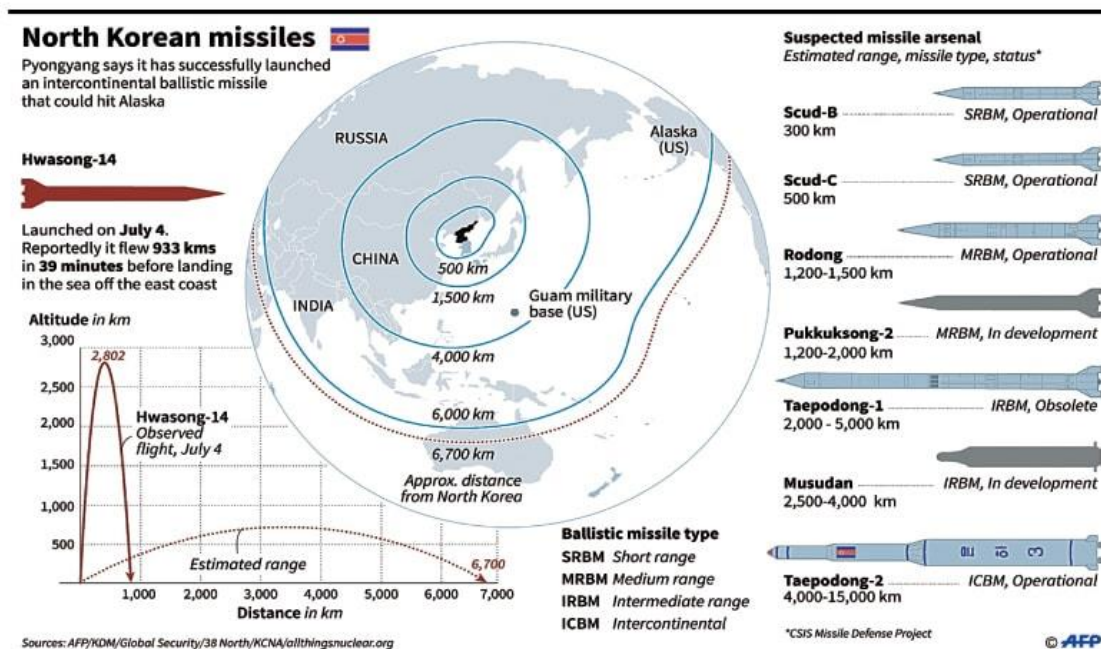 North Korean missiles
Pyongyang says it has successfully launched
an intercontinental ballistic missile
that could hit Alaska
Hwasong-14
Launched on July 4.
Reportedly it flew 933 kms
in 39 minutes before landing
in the sea off the east coast
Altitude in km
3,000
2,500
2,000
1,500
1,000
500
2,802
Hwasong-14
Observed
flight, July 4
Estimated range
6,700
1,000
2,000
3,000
4,000
5,000
6,000
7,000
Distance in km
RUSSIA
Alaska
(US)
CHINA
INDIA
500 km
1,500 km
Guam military
base (US)
4,000 km
6,000 km
6,700 km
Approx. distance
from North Korea
Ballistic missile type
SRBM Short range
MRBM Medium range
IRBM Intermediate range
ICBM Intercontinental
Suspected missile arsenal
Estimated range, missile type, status*
Scud-B SRBM, Operational
300 km
Scud-C SRBM, Operational
500 km
Rodong MRBM, Operational
1,200-1,500 km
Pukkuksong-2 MRBM, In development
1,200-2,000 km
Taepodong-1 IRBM, Obsolete
2,000 - 5,000 km
Musudan IRBM, In development
2,500-4,000 km
Taepodong-2 ICBM, Operational
4,000-15,000 km
*CSIS Missile Defense Project
Sources: AFP/KDM/Global Security/38 North/KCNA/allthingsnuclear.org
© AFP